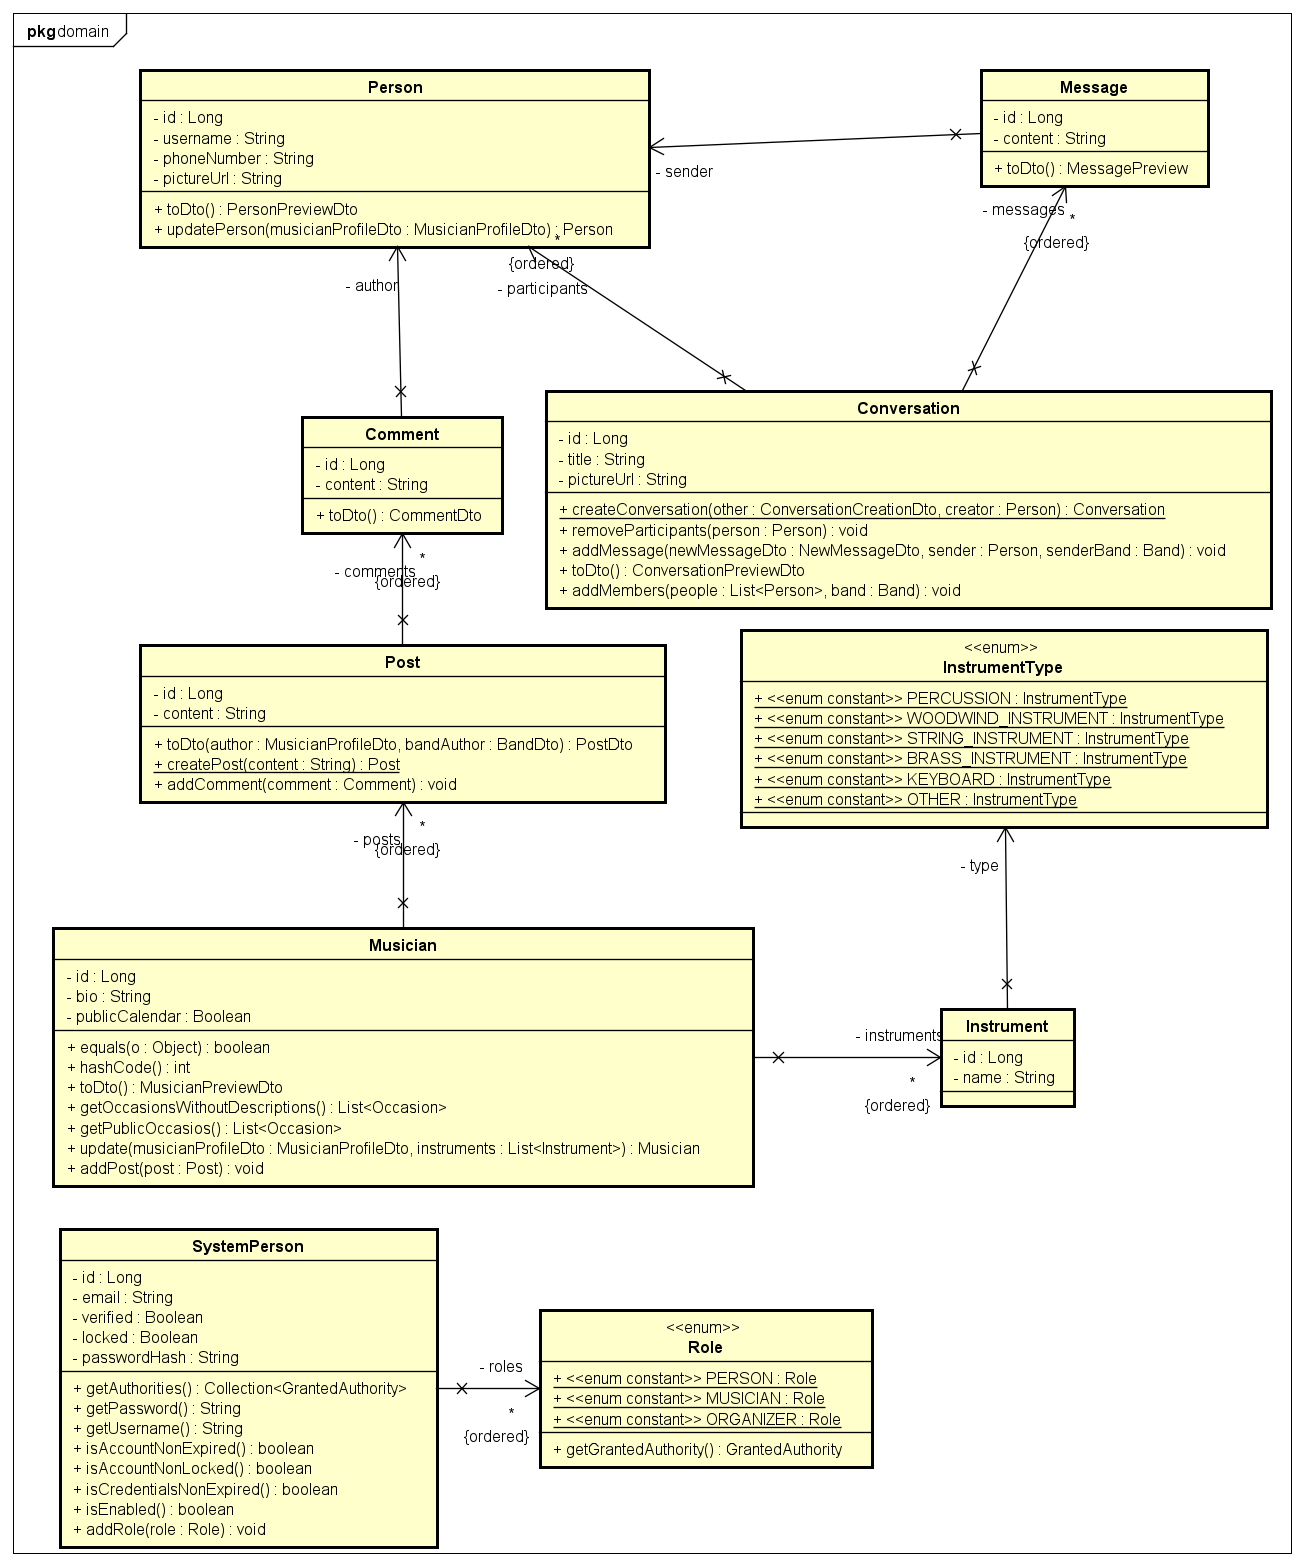 pkg domain
Person
- id : Long
- username : String
- phoneNumber : String
- pictureUrl : String
+ toDto() : PersonPreviewDto
+ updatePerson(musicianProfileDto : MusicianProfileDto) : Person
Message
- id : Long
- content : String
+ toDto() : MessagePreview
- sender
- messages
*
{ordered}
*
{ordered}
- participants
- author
Comment
- id : Long
- content : String
+ toDto() : CommentDto
Conversation
- id : Long
- title : String
- pictureUrl : String
+ createConversation(other : ConversationCreationDto, creator : Person) : Conversation
+ removeParticipants(person : Person) : void
+ addMessage(newMessageDto : NewMessageDto, sender : Person, senderBand : Band) : void
+ toDto() : ConversationPreviewDto
+ addMembers(people : List<Person>, band : Band) : void
*
- comments
{ordered}
Post
- id : Long
- content : String
+ toDto(author : MusicianProfileDto, bandAuthor : BandDto) : PostDto
+ createPost(content : String) : Post
+ addComment(comment : Comment) : void
<<enum>>
InstrumentType
+ <<enum constant>> PERCUSSION : InstrumentType
+ <<enum constant>> WOODWIND_INSTRUMENT : InstrumentType
+ <<enum constant>> STRING_INSTRUMENT : InstrumentType
+ <<enum constant>> BRASS_INSTRUMENT : InstrumentType
+ <<enum constant>> KEYBOARD : InstrumentType
+ <<enum constant>> OTHER : InstrumentType
*
- posts
{ordered}
- type
Musician
- id : Long
- bio : String
- publicCalendar : Boolean
+ equals(o : Object) : boolean
+ hashCode() : int
+ toDto() : MusicianPreviewDto
+ getOccasionsWithoutDescriptions() : List<Occasion>
+ getPublicOccasios() : List<Occasion>
+ update(musicianProfileDto : MusicianProfileDto, instruments : List<Instrument>) : Musician
+ addPost(post : Post) : void
- instruments
*
{ordered}
Instrument
- id : Long
- name : String
SystemPerson
- id : Long
- email : String
- verified : Boolean
- locked : Boolean
- passwordHash : String
+ getAuthorities() : Collection<GrantedAuthority>
+ getPassword() : String
+ getUsername() : String
+ isAccountNonExpired() : boolean
+ isAccountNonLocked() : boolean
+ isCredentialsNonExpired() : boolean
+ isEnabled() : boolean
+ addRole(role : Role) : void
- roles
*
{ordered}
<<enum>>
Role
+ <<enum constant>> PERSON : Role
+ <<enum constant>> MUSICIAN : Role
+ <<enum constant>> ORGANIZER : Role
+ getGrantedAuthority() : GrantedAuthority